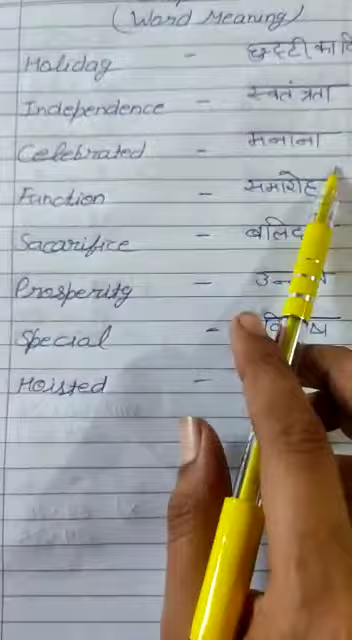 (Word Meaning)
Holiday - छुट्टी का
Independence - स्वतंत्रता
Celebrated - मनाना
Function - समारोह
Sacarifice -
Prosperity -
Special -
Hoisted -